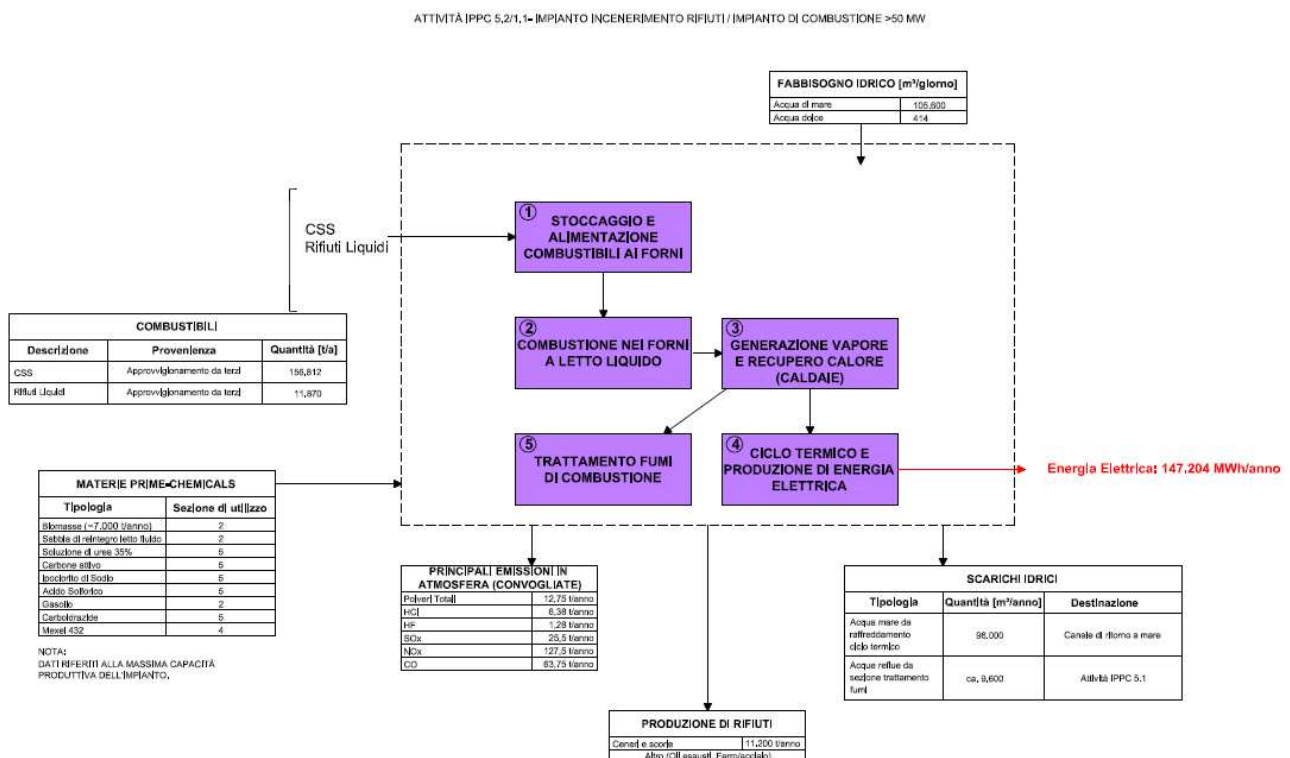 ATTIVITÀ IPPC 5.2/1.1- IMPIANTO INCENERIMENTO RIFIUTI / IMPIANTO DI COMBUSTIONE >50 MW
FABBISOGNO IDRICO [m³/giorno]
Acqua di mare 105.600
Acqua dolce 414
CSS
Rifiuti Liquidi
1
STOCCAGGIO E
ALIMENTAZIONE
COMBUSTIBILI AI FORNI
2
COMBUSTIONE NEI FORNI
A LETTO LIQUIDO
3
GENERAZIONE VAPORE
E RECUPERO CALORE
(CALDAIE)
5
TRATTAMENTO FUMI
DI COMBUSTIONE
4
CICLO TERMICO E
PRODUZIONE DI ENERGIA
ELETTRICA
Energia Elettrica: 147.204 MWh/anno
COMBUSTIBILI
Descrizione Provenienza Quantità [t/a]
CSS Approvvigionamento da terzi 156.812
Rifiuti Liquidi Approvvigionamento da terzi 11.870
MATERIE PRIME-CHEMICALS
Tipologia Sezione di utilizzo
Biomasse (~7.000 t/anno) 2
Sabbia di reintegro letto fluido 2
Soluzione di urea 35% 5
Carbone attivo 5
Ipoclorito di Sodio 5
Acido Solforico 5
Gasolio 2
Carboidrazide 5
Mexel 432 4
NOTA:
DATI RIFERITI ALLA MASSIMA CAPACITÀ
PRODUTTIVA DELL'IMPIANTO.
PRINCIPALI EMISSIONI IN
ATMOSFERA (CONVOGLIATE)
Polveri Totali 12,75 t/anno
HCl 6,38 t/anno
HF 1,28 t/anno
SOx 25,5 t/anno
NOx 127,5 t/anno
CO 63,75 t/anno
SCARICHI IDRICI
Tipologia Quantità [m³/anno] Destinazione
Acqua mare da
raffreddamento
ciclo termico
96.000 Canale di ritorno a mare
Acque reflue da
sezione trattamento
fumi
ca. 9.600 Attività IPPC 5.1
PRODUZIONE DI RIFIUTI
Ceneri e scorie 11.200 t/anno
Altro (Oli esausti, Ferro/acciaio)